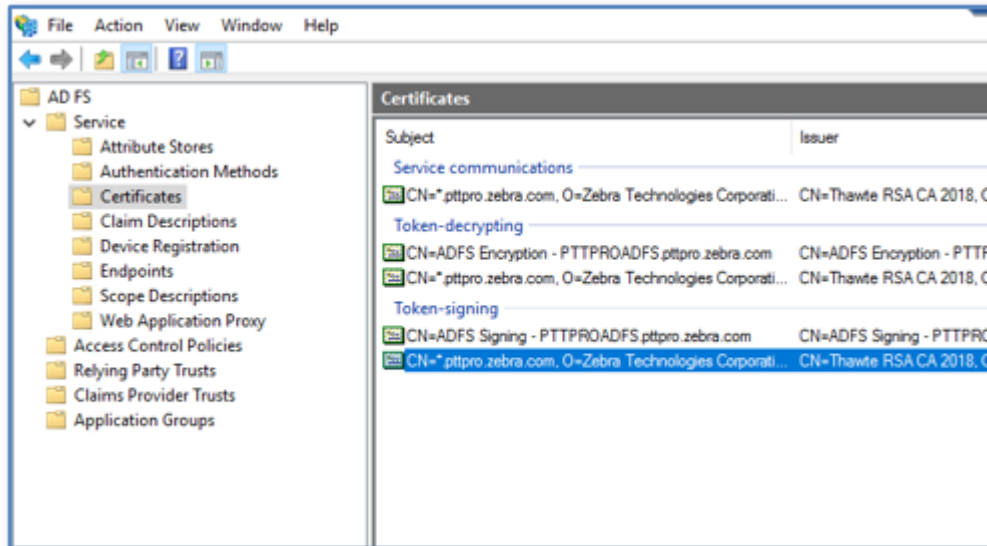 File Action View Window Help
AD FS
Service
Attribute Stores
Authentication Methods
Certificates
Claim Descriptions
Device Registration
Endpoints
Scope Descriptions
Web Application Proxy
Access Control Policies
Relying Party Trusts
Claims Provider Trusts
Application Groups
Certificates
Subject Issuer
Service communications
CN=*.pttpro.zebra.com, O=Zebra Technologies Corporati... CN=Thawte RSA CA 2018,
Token-decrypting
CN=ADFS Encryption - PTTPROADFS.pttpro.zebra.com CN=ADFS Encryption - PTTP
CN=*.pttpro.zebra.com, O=Zebra Technologies Corporati... CN=Thawte RSA CA 2018,
Token-signing
CN=ADFS Signing - PTTPROADFS.pttpro.zebra.com CN=ADFS Signing - PTTPRO
CN=*.pttpro.zebra.com, O=Zebra Technologies Corporati... CN=Thawte RSA CA 2018,